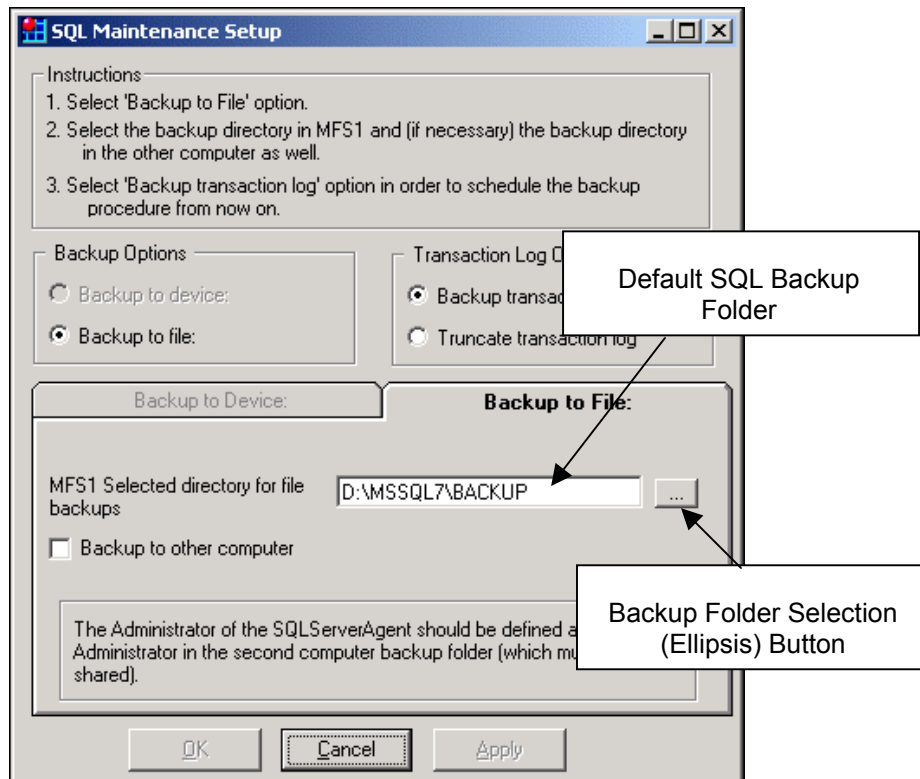 SQL Maintenance Setup
Instructions
1. Select 'Backup to File' option.
2. Select the backup directory in MFS1 and (if necessary) the backup directory
in the other computer as well.
3. Select 'Backup transaction log' option in order to schedule the backup
procedure from now on.
Backup Options
Backup to device:
Backup to file:
Transaction Log
Backup
Truncate transaction log
Default SQL Backup
Folder
Backup to Device:
Backup to File:
MFS1 Selected directory for file
backups
D:\MSSQL7\BACKUP
...
Backup to other computer
Backup Folder Selection
(Ellipsis) Button
The Administrator of the SQLServerAgent should be defined
Administrator in the second computer backup folder (which
shared).
OK
Cancel
Apply